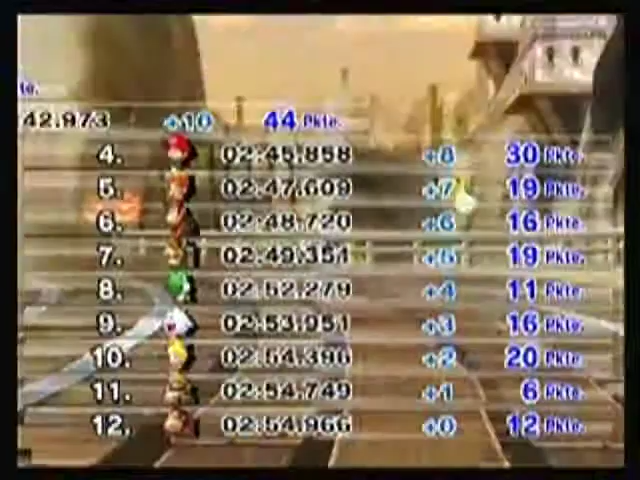 te.
42.973 +10 44 Pkte.
4. 02:45.858 +8 30 Pkte.
5. 02:47.609 +7 19 Pkte.
6. 02:48.720 +6 16 Pkte.
7. 02:49.351 +5 19 Pkte.
8. 02:52.279 +4 11 Pkte.
9. 02:53.951 +3 16 Pkte.
10. 02:54.396 +2 20 Pkte.
11. 02:54.749 +1 6 Pkte.
12. 02:54.966 +0 12 Pkte.